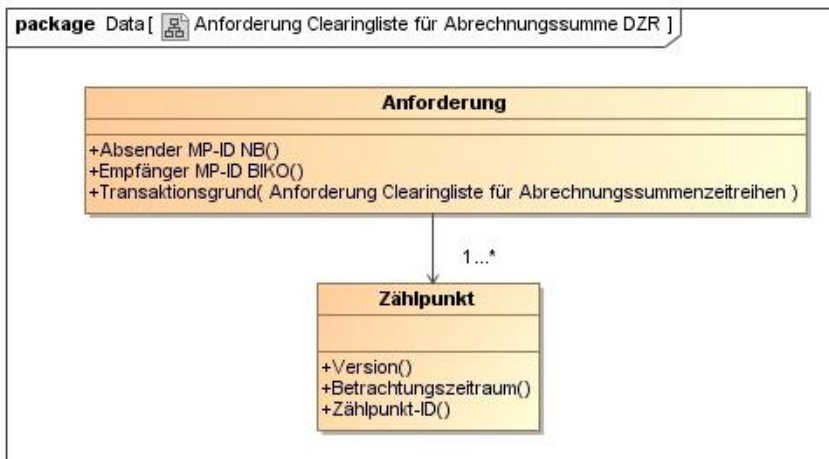 package Data [ Anforderung Clearingliste für Abrechnungssumme DZR ]
Anforderung
+Absender MP-ID NB()
+Empfänger MP-ID BIKO()
+Transaktionsgrund( Anforderung Clearingliste für Abrechnungssummenzeitreihen )
1...*
Zählpunkt
+Version()
+Betrachtungszeitraum()
+Zählpunkt-ID()